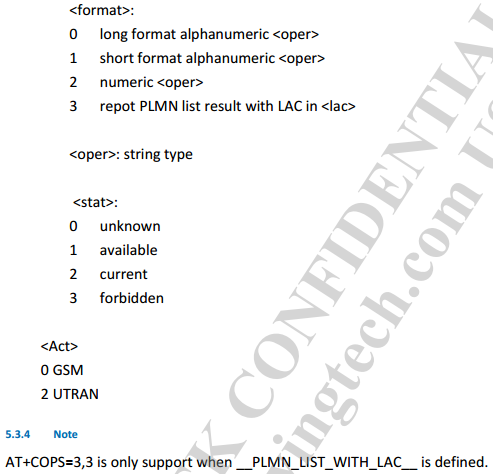 <format>:
0 long format alphanumeric <oper>
1 short format alphanumeric <oper>
2 numeric <oper>
3 repot PLMN list result with LAC in <lac>
<oper>: string type
<stat>:
0 unknown
1 available
2 current
3 forbidden
<Act>
0 GSM
2 UTRAN
5.3.4 Note
AT+COPS=3,3 is only support when __PLMN_LIST_WITH_LAC__ is defined.
CONFIDENTIAL